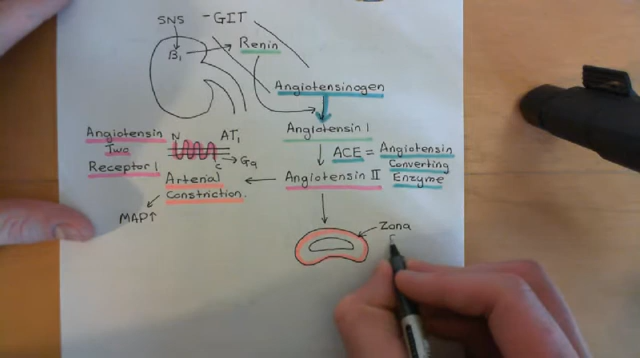 SNS
-GIT
β₁
Renin
Angiotensinogen
Angiotensin I
ACE = Angiotensin
Converting
Enzyme
Angiotensin II
Angiotensin
Two
Receptor 1
N
AT₁
C
Gq
Arterial
Constriction.
MAP↑
Zona